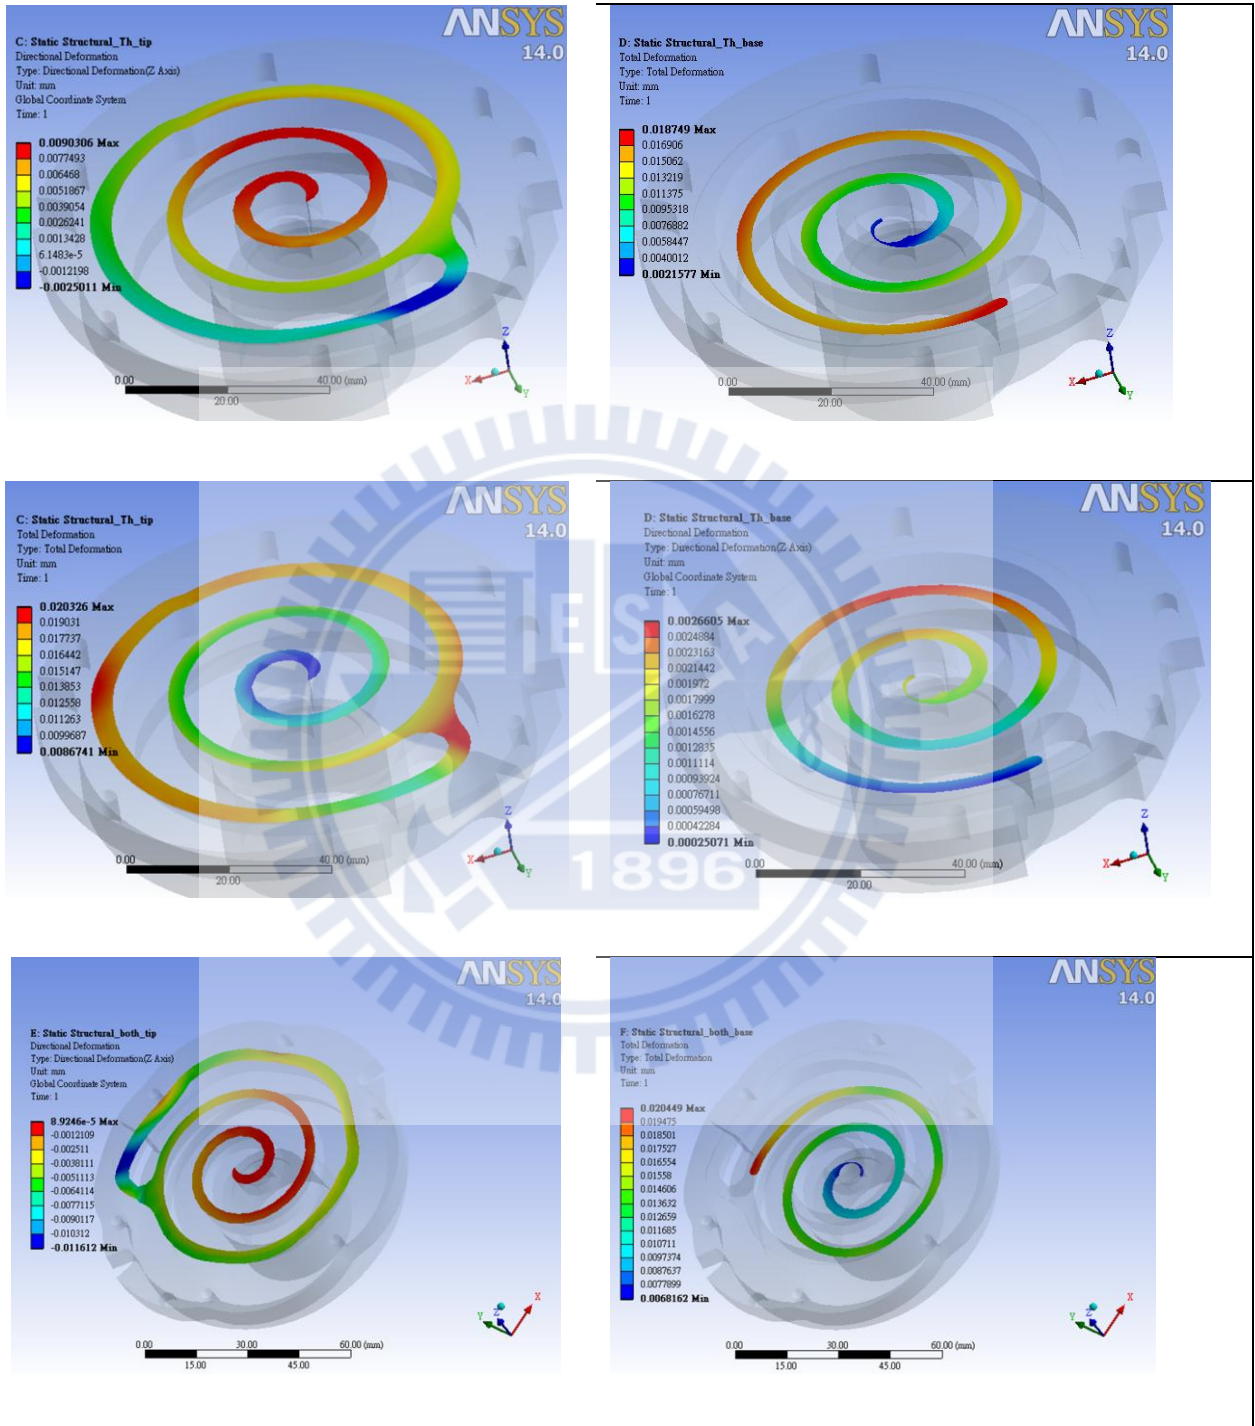 ANSYS
14.0
C: Static Structural_Th_tip
Directional Deformation
Type: Directional Deformation(Z Axis)
Unit: mm
Global Coordinate System
Time: 1
0.0090306 Max
0.0077493
0.006468
0.0051867
0.0039054
0.0026241
0.0013428
6.1483e-5
-0.0012198
-0.0025011 Min
Z
X
Y
0.00
40.00 (mm)
20.00
ANSYS
14.0
D: Static Structural_Th_base
Total Deformation
Type: Total Deformation
Unit: mm
Time: 1
0.018749 Max
0.016906
0.015062
0.013219
0.011375
0.0095318
0.0076882
0.0058447
0.0040012
0.0021577 Min
Z
X
Y
0.00
40.00 (mm)
20.00
ANSYS
14.0
C: Static Structural_Th_tip
Total Deformation
Type: Total Deformation
Unit: mm
Time: 1
0.020326 Max
0.019031
0.017737
0.016442
0.015147
0.013853
0.012558
0.011263
0.0099687
0.0086741 Min
Z
X
Y
0.00
40.00 (mm)
20.00
ANSYS
14.0
D: Static Structural_Th_base
Directional Deformation
Type: Directional Deformation(Z Axis)
Unit: mm
Global Coordinate System
Time: 1
0.0026605 Max
0.0024884
0.0023163
0.0021442
0.001972
0.0017999
0.0016278
0.0014556
0.0012835
0.0011114
0.00093924
0.00076711
0.00059498
0.00042284
0.00025071 Min
Z
X
Y
0.00
40.00 (mm)
20.00
ES
A
1896
ANSYS
14.0
E: Static Structural_both_tip
Directional Deformation
Type: Directional Deformation(Z Axis)
Unit: mm
Global Coordinate System
Time: 1
8.9246e-5 Max
-0.0012109
-0.002511
-0.0038111
-0.0051113
-0.0064114
-0.0077115
-0.0090117
-0.010312
-0.011612 Min
X
Y
Z
0.00
30.00
60.00 (mm)
15.00
45.00
ANSYS
14.0
F: Static Structural_both_base
Total Deformation
Type: Total Deformation
Unit: mm
Time: 1
0.020449 Max
0.019475
0.018501
0.017527
0.016554
0.01558
0.014606
0.013632
0.012659
0.011685
0.010711
0.0097374
0.0087637
0.0077899
0.0068162 Min
X
Y
Z
0.00
30.00
60.00 (mm)
15.00
45.00